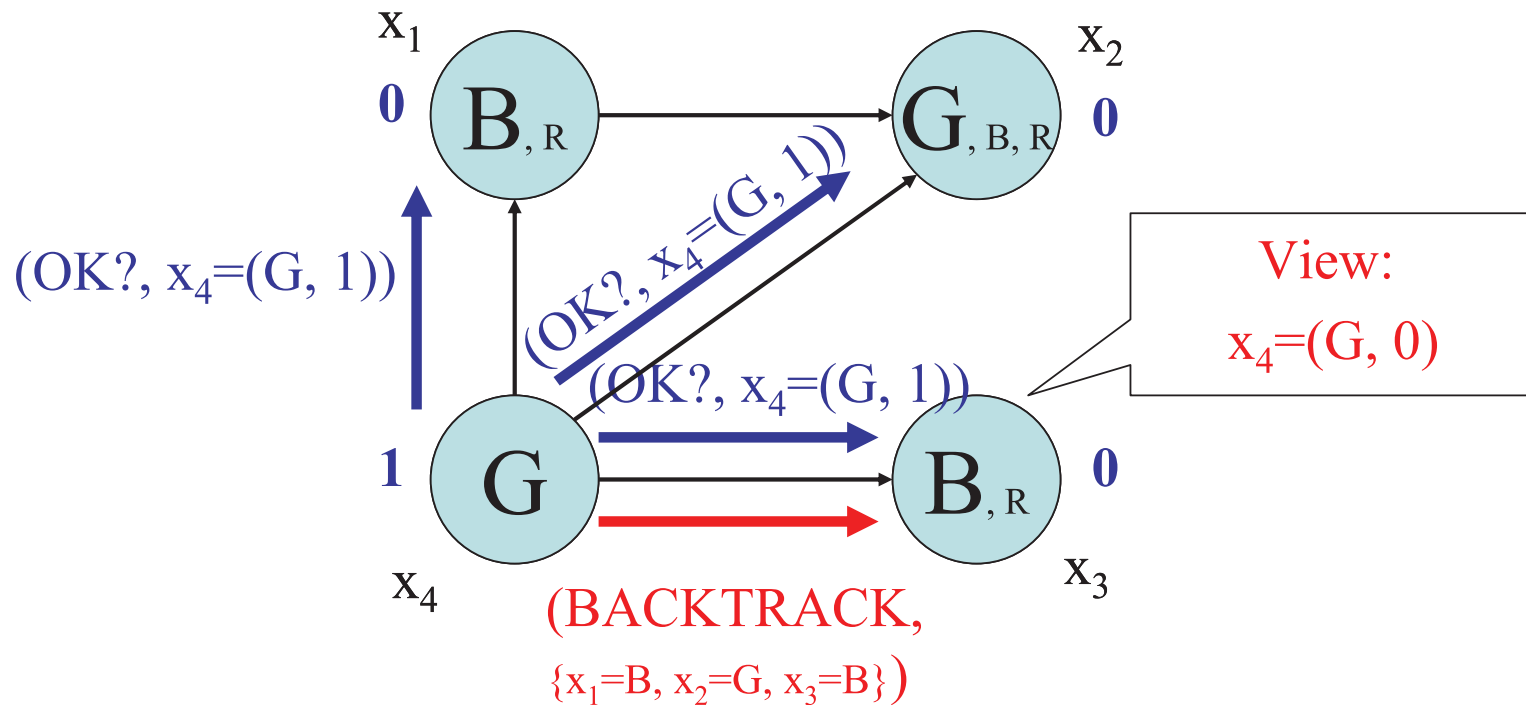 x₁
x₂
0
B, R
G, B, R
0
(OK?, x₄=(G, 1))
(OK?, x₄=(G, 1))
View:
x₄=(G, 0)
(OK?, x₄=(G, 1))
1
G
B, R
0
x₄
x₃
(BACKTRACK,
{x₁=B, x₂=G, x₃=B})